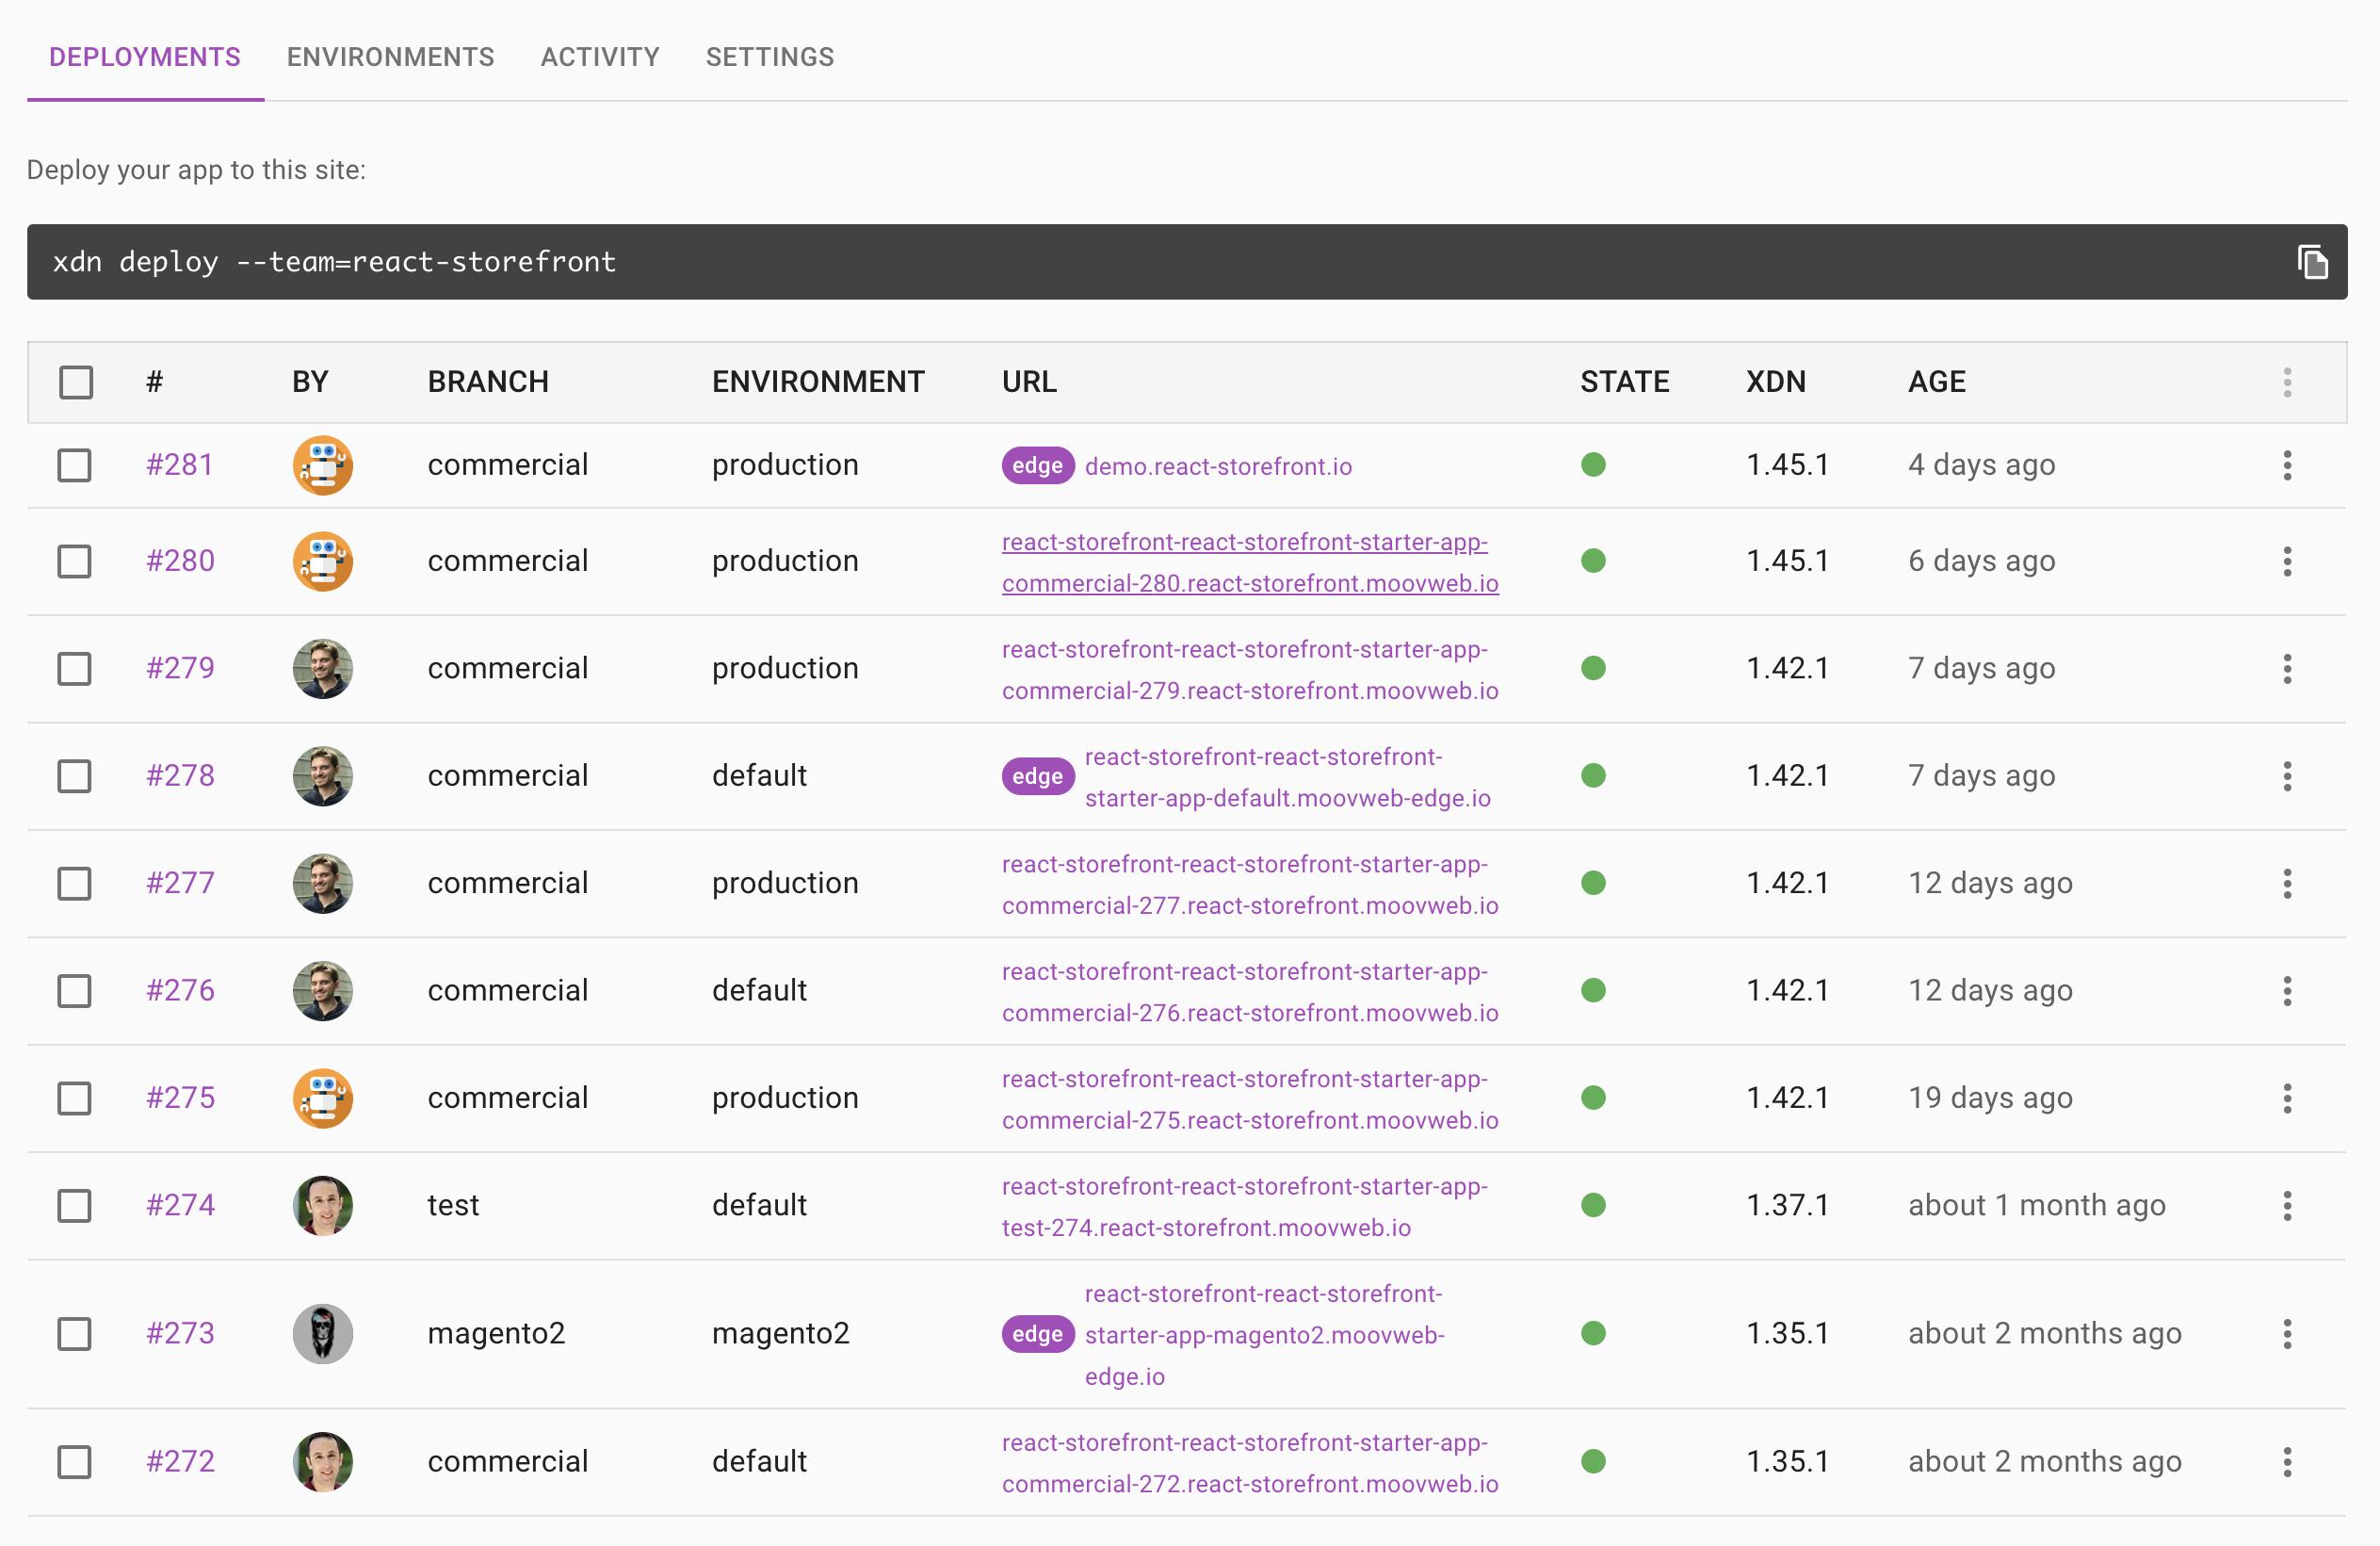 DEPLOYMENTS ENVIRONMENTS ACTIVITY SETTINGS
Deploy your app to this site:
xdn deploy --team=react-storefront
# BY BRANCH ENVIRONMENT URL STATE XDN AGE
#281 commercial production edge demo.react-storefront.io 1.45.1 4 days ago
#280 commercial production react-storefront-react-storefront-starter-app-
commercial-280.react-storefront.moovweb.io 1.45.1 6 days ago
#279 commercial production react-storefront-react-storefront-starter-app-
commercial-279.react-storefront.moovweb.io 1.42.1 7 days ago
#278 commercial default edge react-storefront-react-storefront-
starter-app-default.moovweb-edge.io 1.42.1 7 days ago
#277 commercial production react-storefront-react-storefront-starter-app-
commercial-277.react-storefront.moovweb.io 1.42.1 12 days ago
#276 commercial default react-storefront-react-storefront-starter-app-
commercial-276.react-storefront.moovweb.io 1.42.1 12 days ago
#275 commercial production react-storefront-react-storefront-starter-app-
commercial-275.react-storefront.moovweb.io 1.42.1 19 days ago
#274 test default react-storefront-react-storefront-starter-app-
test-274.react-storefront.moovweb.io 1.37.1 about 1 month ago
#273 magento2 magento2 edge react-storefront-react-storefront-
starter-app-magento2.moovweb-
edge.io 1.35.1 about 2 months ago
#272 commercial default react-storefront-react-storefront-starter-app-
commercial-272.react-storefront.moovweb.io 1.35.1 about 2 months ago